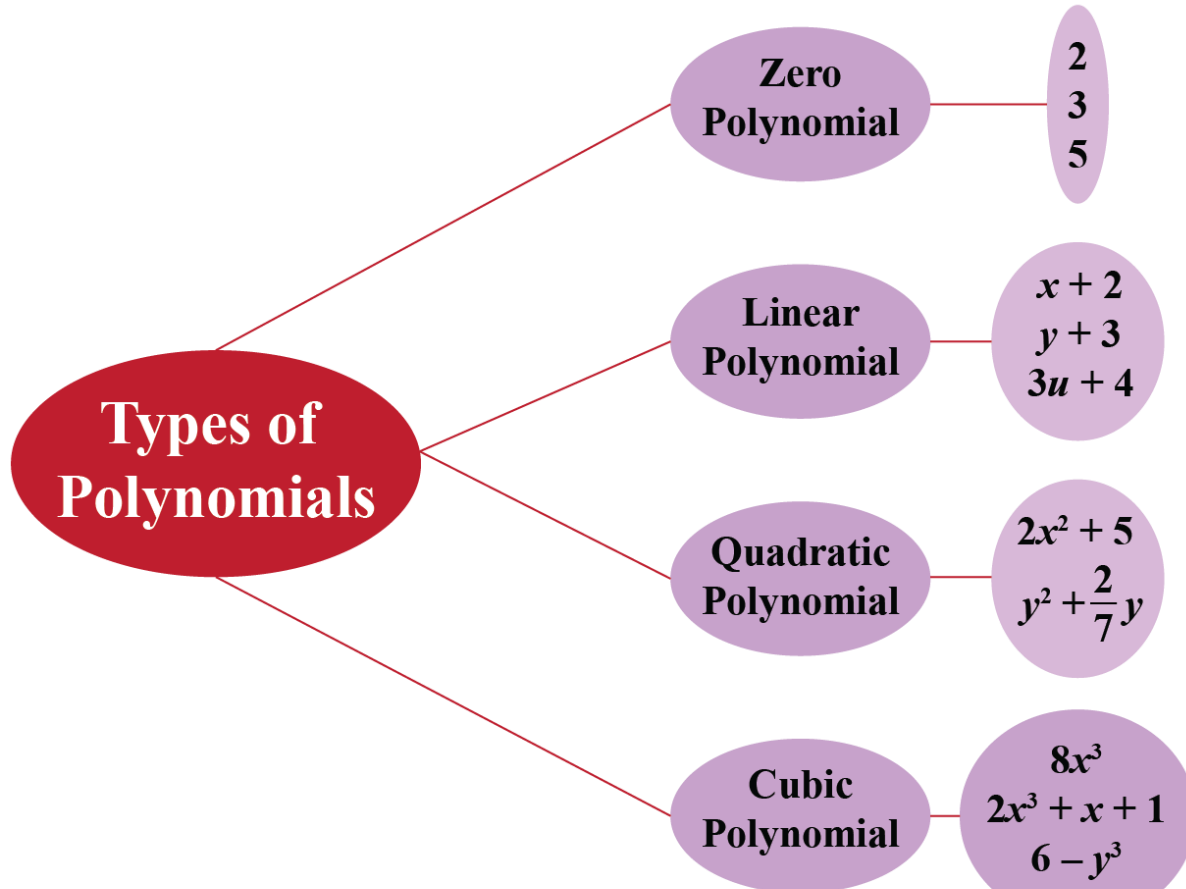 Types of
Polynomials
Zero
Polynomial
2
3
5
Linear
Polynomial
x + 2
y + 3
3u + 4
Quadratic
Polynomial
2x² + 5
y² + 2/7 y
Cubic
Polynomial
8x³
2x³ + x + 1
6 – y³